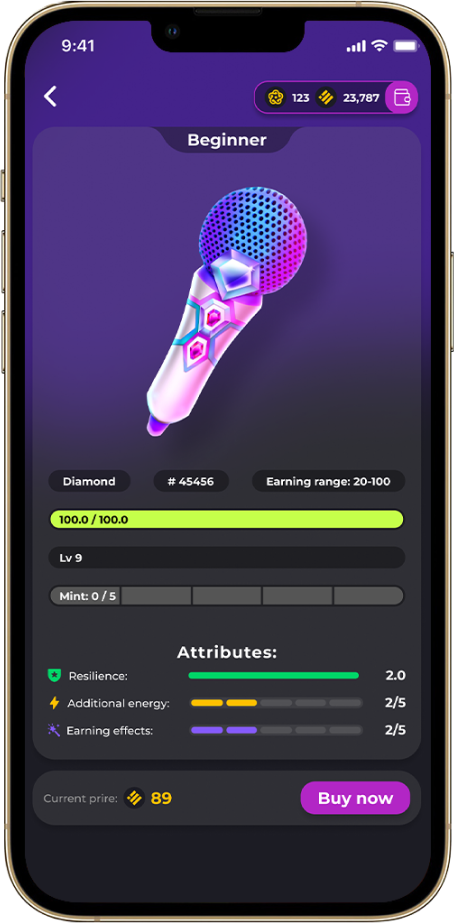 9:41
123 23,787
Beginner
Diamond # 45456 Earning range: 20-100
100.0 / 100.0
Lv 9
Mint: 0 / 5
Attributes:
Resilience: 2.0
Additional energy: 2/5
Earning effects: 2/5
Current prire: 89 Buy now